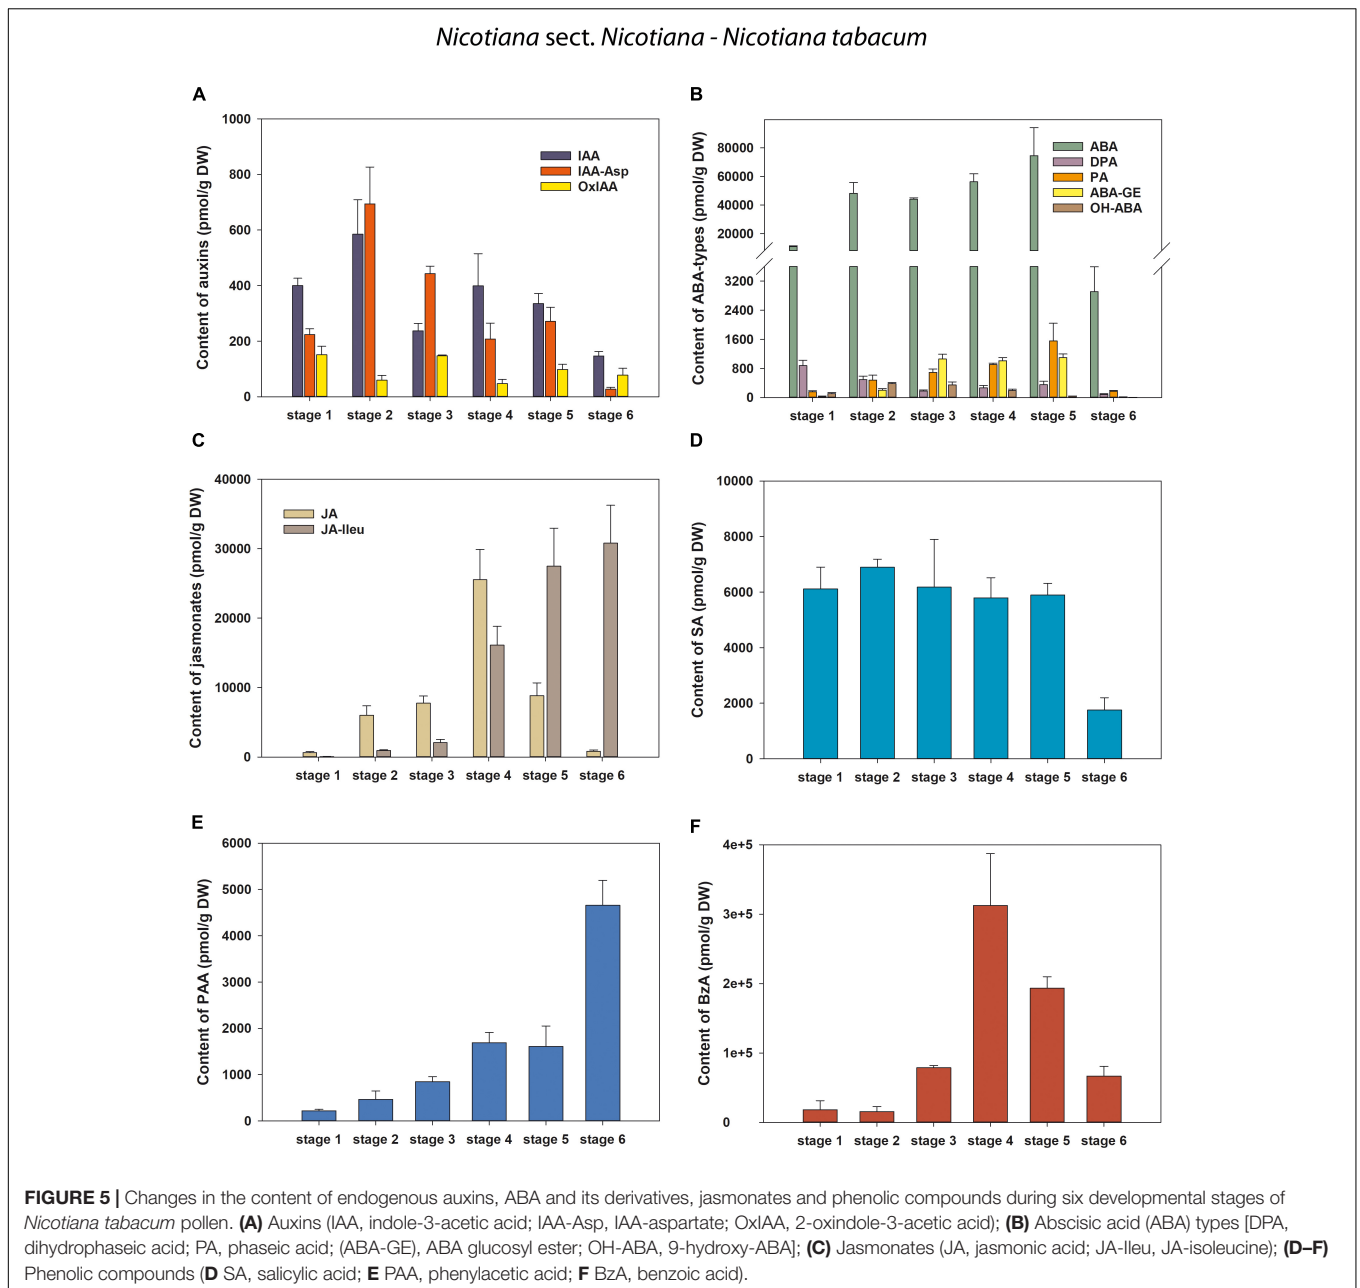 Nicotiana sect. Nicotiana - Nicotiana tabacum
A
Content of auxins (pmol/g DW)
1000
800
600
400
200
0
IAA
IAA-Asp
OxIAA
stage 1 stage 2 stage 3 stage 4 stage 5 stage 6
B
Content of ABA-types (pmol/g DW)
80000
60000
40000
20000
3200
1600
800
0
ABA
DPA
PA
ABA-GE
OH-ABA
stage 1 stage 2 stage 3 stage 4 stage 5 stage 6
C
Content of jasmonates (pmol/g DW)
40000
30000
20000
10000
0
JA
JA-Ileu
stage 1 stage 2 stage 3 stage 4 stage 5 stage 6
D
Content of SA (pmol/g DW)
10000
8000
6000
4000
2000
0
stage 1 stage 2 stage 3 stage 4 stage 5 stage 6
E
Content of PAA (pmol/g DW)
6000
5000
4000
3000
2000
1000
0
stage 1 stage 2 stage 3 stage 4 stage 5 stage 6
F
Content of BzA (pmol/g DW)
4e+5
3e+5
2e+5
1e+5
0
stage 1 stage 2 stage 3 stage 4 stage 5 stage 6
FIGURE 5 | Changes in the content of endogenous auxins, ABA and its derivatives, jasmonates and phenolic compounds during six developmental stages of
Nicotiana tabacum pollen. (A) Auxins (IAA, indole-3-acetic acid; IAA-Asp, IAA-aspartate; OxIAA, 2-oxindole-3-acetic acid); (B) Abscisic acid (ABA) types [DPA,
dihydrophaseic acid; PA, phaseic acid; (ABA-GE), ABA glucosyl ester; OH-ABA, 9-hydroxy-ABA]; (C) Jasmonates (JA, jasmonic acid; JA-Ileu, JA-isoleucine); (D–F)
Phenolic compounds (D SA, salicylic acid; E PAA, phenylacetic acid; F BzA, benzoic acid).